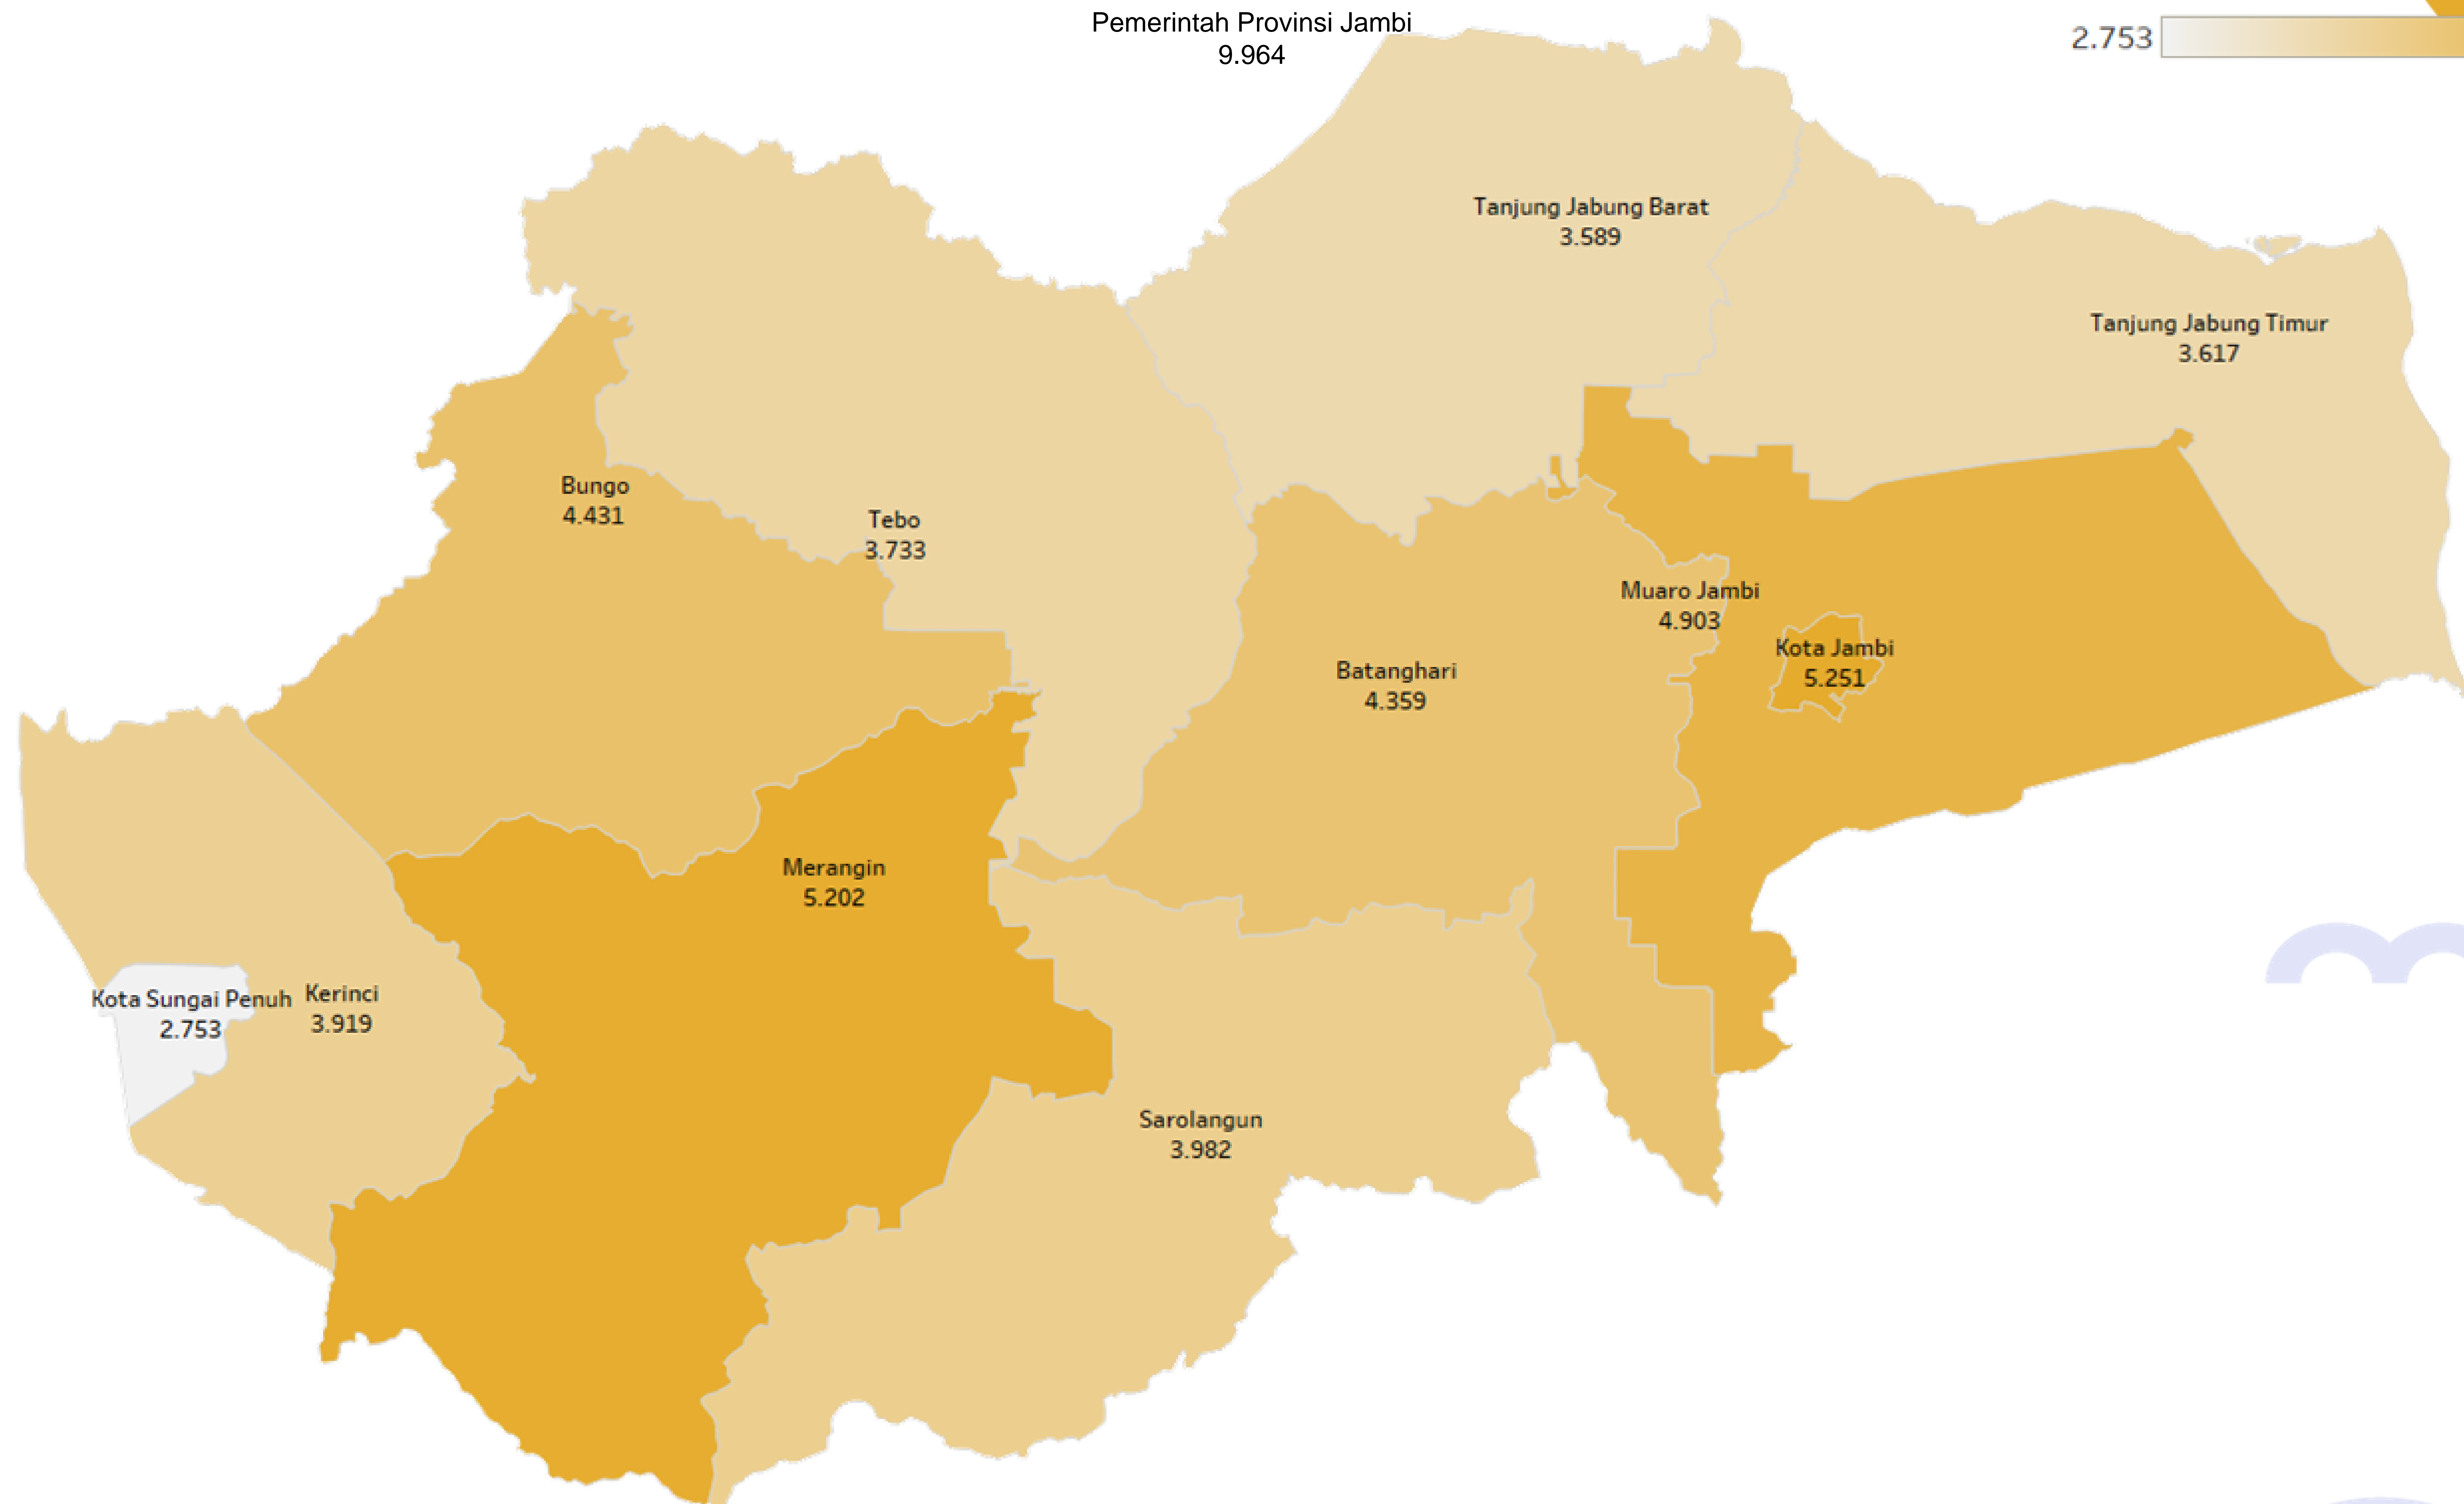 Pemerintah Provinsi Jambi
9.964
2.753
Tanjung Jabung Barat
3.589
Tanjung Jabung Timur
3.617
Bungo
4.431
Tebo
3.733
Muaro Jambi
4.903
Kota Jambi
5.251
Batanghari
4.359
Merangin
5.202
Kota Sungai Penuh
2.753
Kerinci
3.919
Sarolangun
3.982